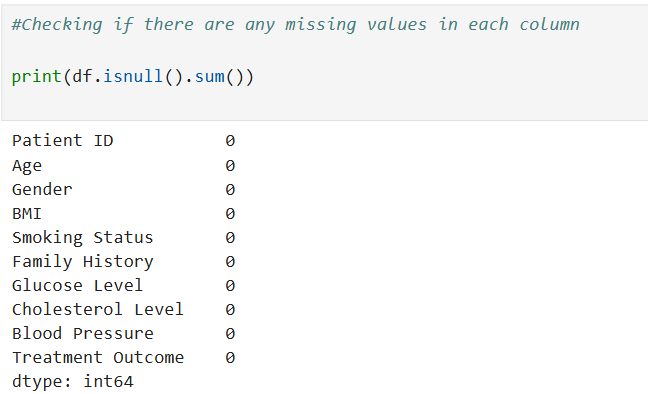 #Checking if there are any missing values in each column
print(df.isnull().sum())
Patient ID 0
Age 0
Gender 0
BMI 0
Smoking Status 0
Family History 0
Glucose Level 0
Cholesterol Level 0
Blood Pressure 0
Treatment Outcome 0
dtype: int64